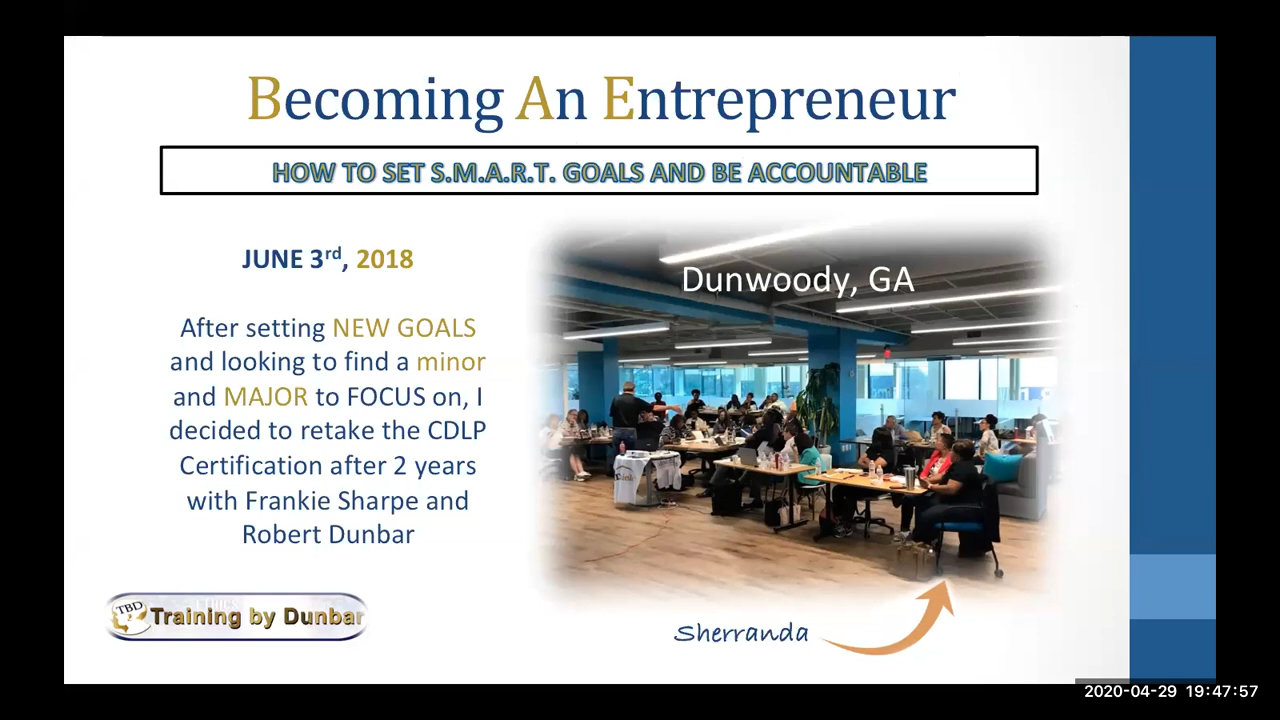 Becoming An Entrepreneur
HOW TO SET S.M.A.R.T. GOALS AND BE ACCOUNTABLE
JUNE 3rd, 2018
Dunwoody, GA
After setting NEW GOALS
and looking to find a minor
and MAJOR to FOCUS on, I
decided to retake the CDLP
Certification after 2 years
with Frankie Sharpe and
Robert Dunbar
TBD
Training by Dunbar
Sherranda
2020-04-29 19:47:57